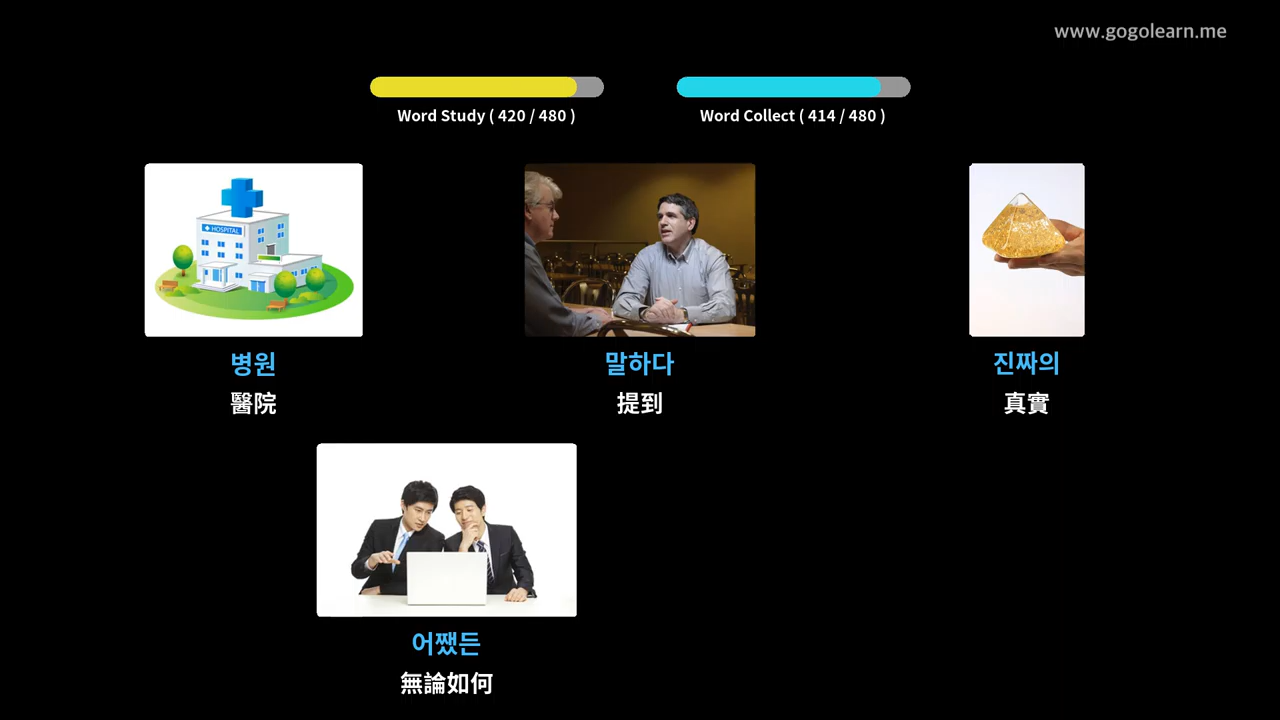 www.gogolearn.me
Word Study ( 420 / 480 )
Word Collect ( 414 / 480 )
HOSPITAL
병원
말하다
진짜의
醫院
提到
真實
어쨌든
無論如何